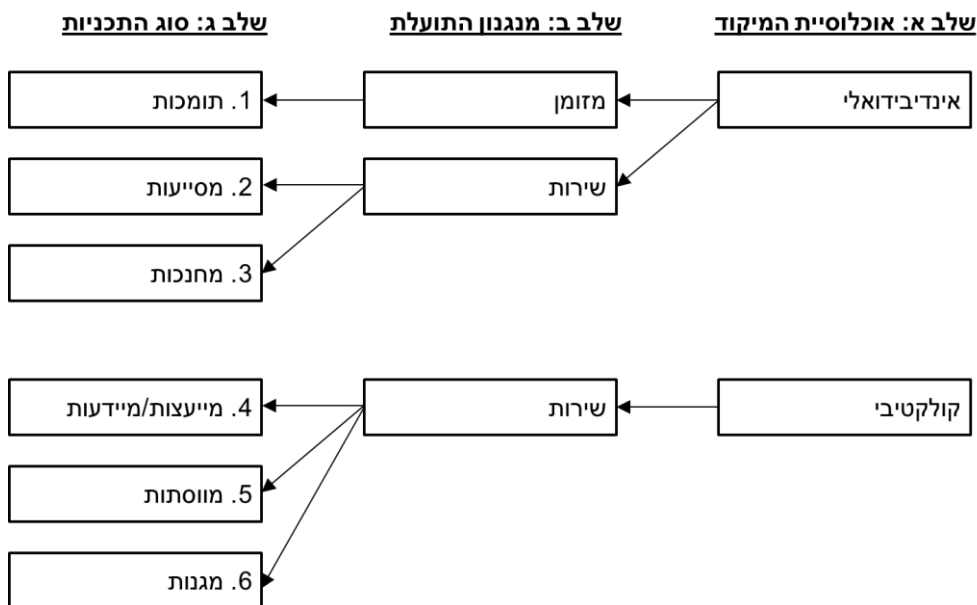 שלב א: אוכלוסיית המיקוד
שלב ב: מנגנון התועלת
שלב ג: סוג התכניות
אינדיבידואלי
מזומן
1. תומכות
שירות
2. מסייעות
3. מחנכות
קולקטיבי
שירות
4. מייעצות/מיידעות
5. מווסתות
6. מגנות